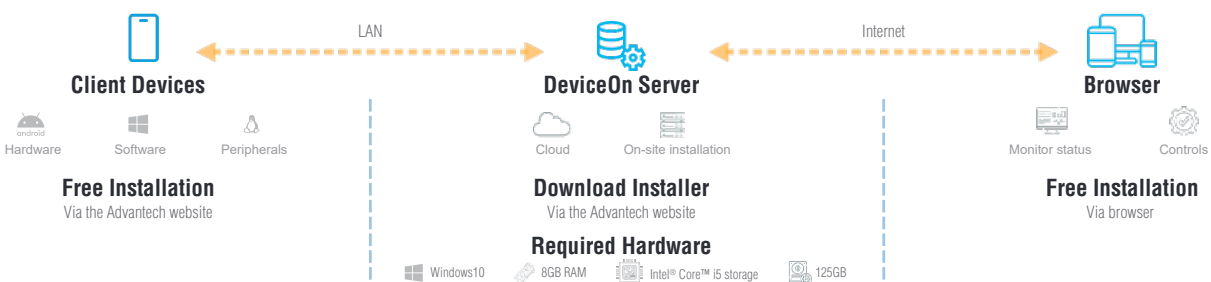 LAN
Internet
Client Devices
DeviceOn Server
Browser
android
Hardware
Software
Peripherals
Cloud
On-site installation
Monitor status
Controls
Free Installation
Via the Advantech website
Download Installer
Via the Advantech website
Free Installation
Via browser
Required Hardware
Windows10
8GB RAM
Intel® Core™ i5 storage
125GB